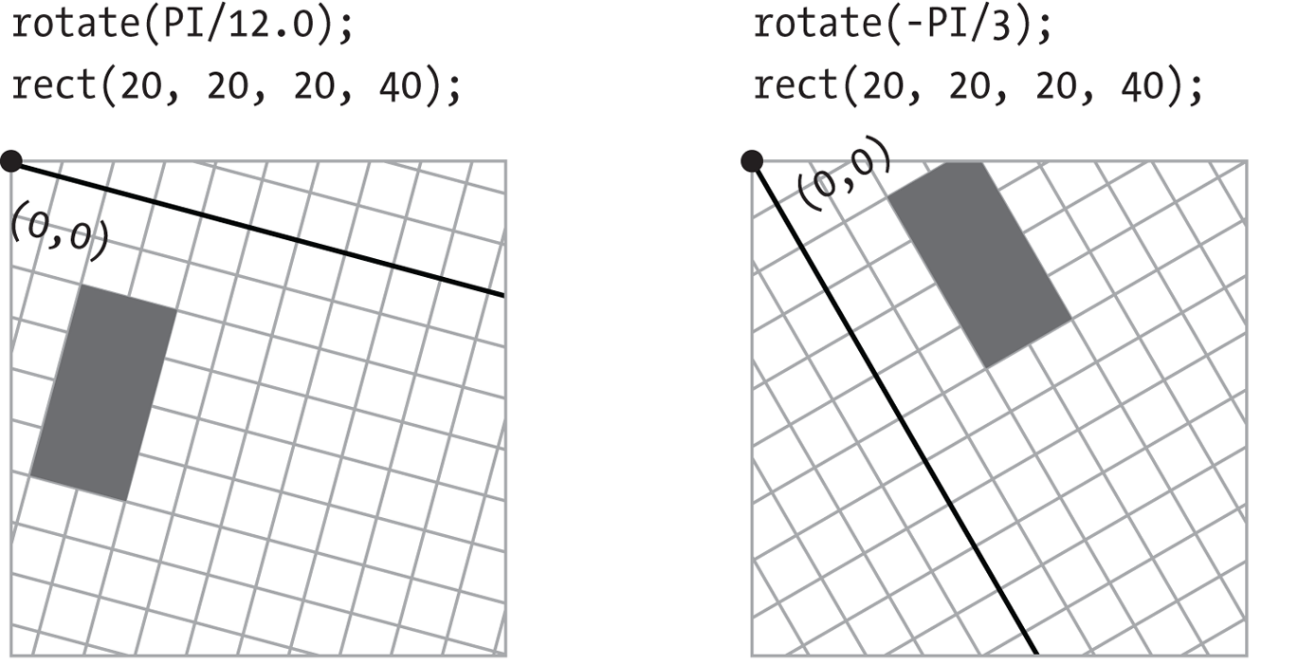 rotate(PI/12.0);
rect(20, 20, 20, 40);
(0,0)
rotate(-PI/3);
rect(20, 20, 20, 40);
(0,0)